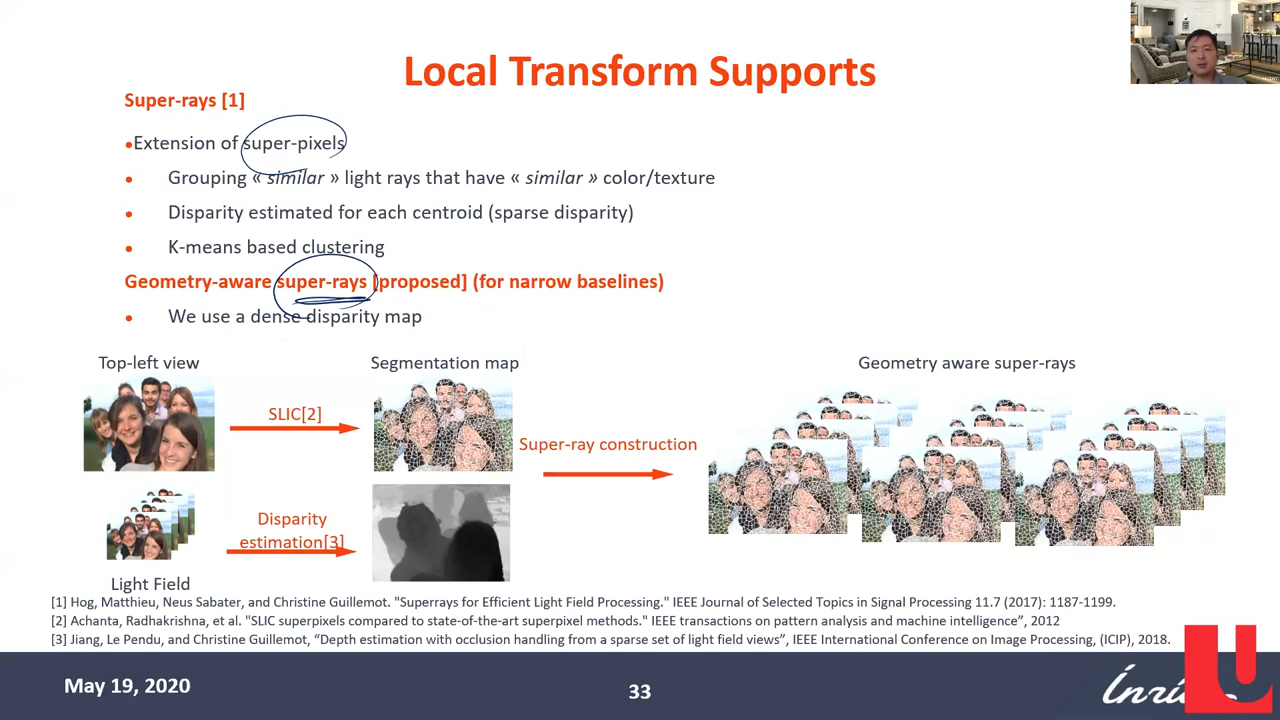 Local Transform Supports
Super-rays [1]
•Extension of super-pixels
• Grouping « similar » light rays that have « similar » color/texture
• Disparity estimated for each centroid (sparse disparity)
• K-means based clustering
Geometry-aware super-rays [proposed] (for narrow baselines)
• We use a dense disparity map
Top-left view
Segmentation map
Geometry aware super-rays
SLIC[2]
Super-ray construction
Disparity
estimation[3]
Light Field
[1] Hog, Matthieu, Neus Sabater, and Christine Guillemot. "Superrays for Efficient Light Field Processing." IEEE Journal of Selected Topics in Signal Processing 11.7 (2017): 1187-1199.
[2] Achanta, Radhakrishna, et al. "SLIC superpixels compared to state-of-the-art superpixel methods." IEEE transactions on pattern analysis and machine intelligence”, 2012
[3] Jiang, Le Pendu, and Christine Guillemot, “Depth estimation with occlusion handling from a sparse set of light field views”, IEEE International Conference on Image Processing, (ICIP), 2018.
May 19, 2020
33